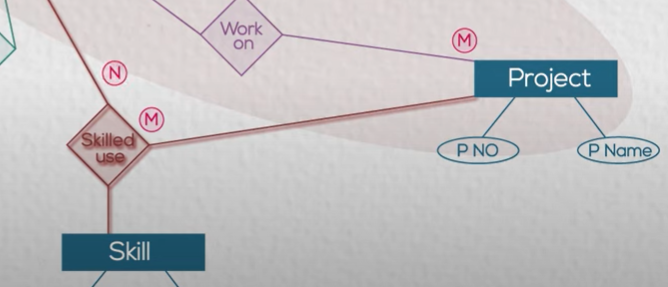 Work
on
M
Project
N
M
Skilled
use
P NO
P Name
Skill